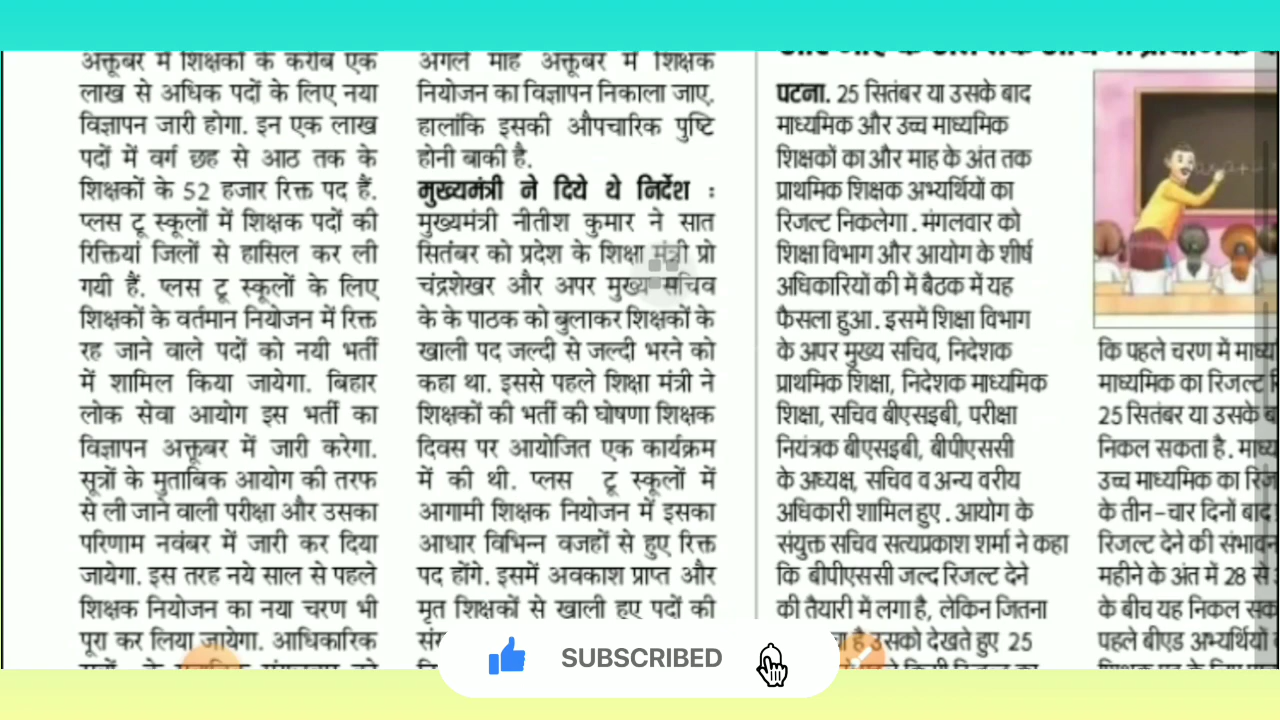 अक्तूबर में शिक्षकों के करीब एक
लाख से अधिक पदों के लिए नया
विज्ञापन जारी होगा. इन एक लाख
पदों में वर्ग छह से आठ तक के
शिक्षकों के 52 हजार रिक्त पद हैं.
प्लस टू स्कूलों में शिक्षक पदों की
रिक्तियां जिलों से हासिल कर ली
गयी हैं. प्लस टू स्कूलों के लिए
शिक्षकों के वर्तमान नियोजन में रिक्त
रह जाने वाले पदों को नयी भर्ती
में शामिल किया जायेगा. बिहार
लोक सेवा आयोग इस भर्ती का
विज्ञापन अक्तूबर में जारी करेगा.
सूत्रों के मुताबिक आयोग की तरफ
से ली जाने वाली परीक्षा और उसका
परिणाम नवंबर में जारी कर दिया
जायेगा. इस तरह नये साल से पहले
शिक्षक नियोजन का नया चरण भी
पूरा कर लिया जायेगा. आधिकारिक
अगले माह अक्तूबर में शिक्षक
नियोजन का विज्ञापन निकाला जाए.
हालांकि इसकी औपचारिक पुष्टि
होनी बाकी है.
मुख्यमंत्री ने दिये थे निर्देश :
मुख्यमंत्री नीतीश कुमार ने सात
सितंबर को प्रदेश के शिक्षा मंत्री प्रो
चंद्रशेखर और अपर मुख्य सचिव
के के पाठक को बुलाकर शिक्षकों के
खाली पद जल्दी से जल्दी भरने को
कहा था. इससे पहले शिक्षा मंत्री ने
शिक्षकों की भर्ती की घोषणा शिक्षक
दिवस पर आयोजित एक कार्यक्रम
में की थी. प्लस टू स्कूलों में
आगामी शिक्षक नियोजन में इसका
आधार विभिन्न वजहों से हुए रिक्त
पद होंगे. इसमें अवकाश प्राप्त और
मृत शिक्षकों से खाली हुए पदों की
पटना. 25 सितंबर या उसके बाद
माध्यमिक और उच्च माध्यमिक
शिक्षकों का और माह के अंत तक
प्राथमिक शिक्षक अभ्यर्थियों का
रिजल्ट निकलेगा. मंगलवार को
शिक्षा विभाग और आयोग के शीर्ष
अधिकारियों की में बैठक में यह
फैसला हुआ. इसमें शिक्षा विभाग
के अपर मुख्य सचिव, निदेशक
प्राथमिक शिक्षा, निदेशक माध्यमिक
शिक्षा, सचिव बीएसइबी, परीक्षा
नियंत्रक बीएसइबी, बीपीएससी
के अध्यक्ष, सचिव व अन्य वरीय
अधिकारी शामिल हुए. आयोग के
संयुक्त सचिव सत्यप्रकाश शर्मा ने कहा
कि बीपीएससी जल्द रिजल्ट देने
की तैयारी में लगा है, लेकिन जितना
है उसको देखते हुए 25
कि पहले चरण में
माध्यमिक का रिजल्ट
25 सितंबर या उसके
निकल सकता है.
उच्च माध्यमिक का
के तीन-चार दिनों बाद
रिजल्ट देने की
महीने के अंत में 28 से
के बीच यह निकल
पहले बीएड अभ्यर्थियों
SUBSCRIBED